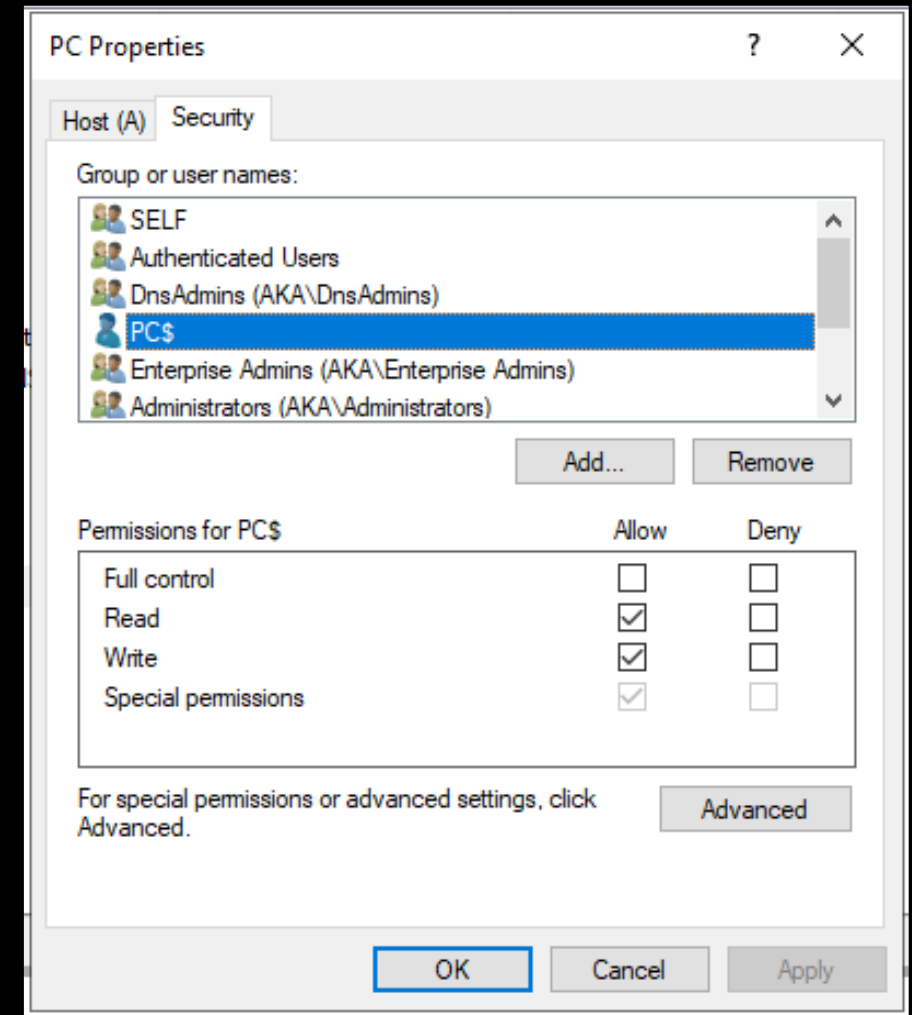 PC Properties
?
Host (A)
Security
Group or user names:
SELF
Authenticated Users
DnsAdmins (AKA\DnsAdmins)
PC$
Enterprise Admins (AKA\Enterprise Admins)
Administrators (AKA\Administrators)
Add...
Remove
Permissions for PC$ Allow Deny
Full control
Read
Write
Special permissions
For special permissions or advanced settings, click
Advanced.
Advanced
OK
Cancel
Apply